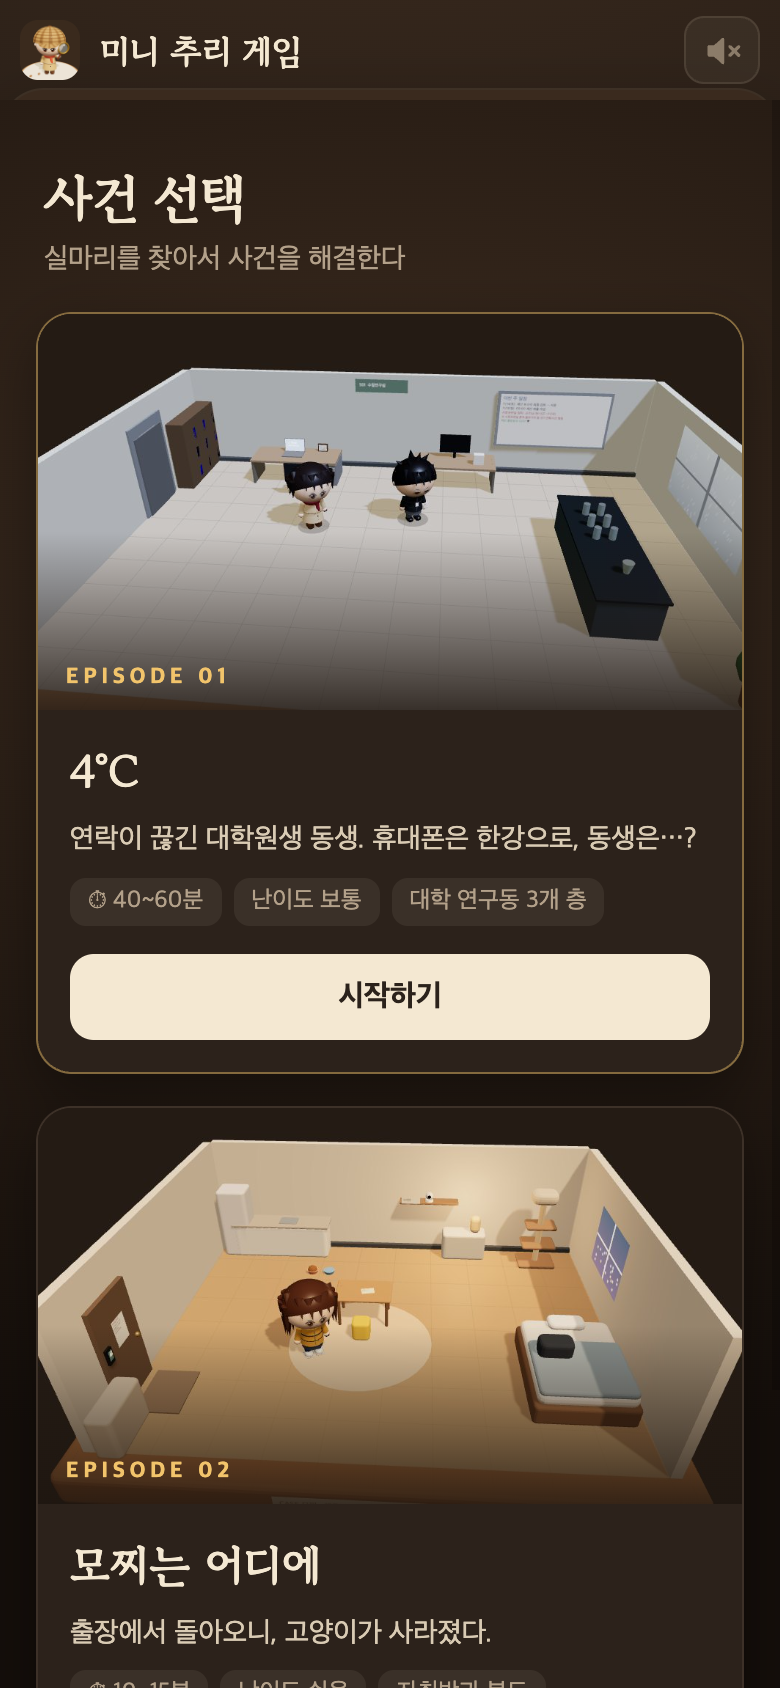 미니 추리 게임
사건 선택
실마리를 찾아서 사건을 해결한다
EPISODE 01
4°C
연락이 끊긴 대학원생 동생. 휴대폰은 한강으로, 동생은…?
⏱ 40~60분
난이도 보통
대학 연구동 3개 층
시작하기
EPISODE 02
모찌는 어디에
출장에서 돌아오니, 고양이가 사라졌다.